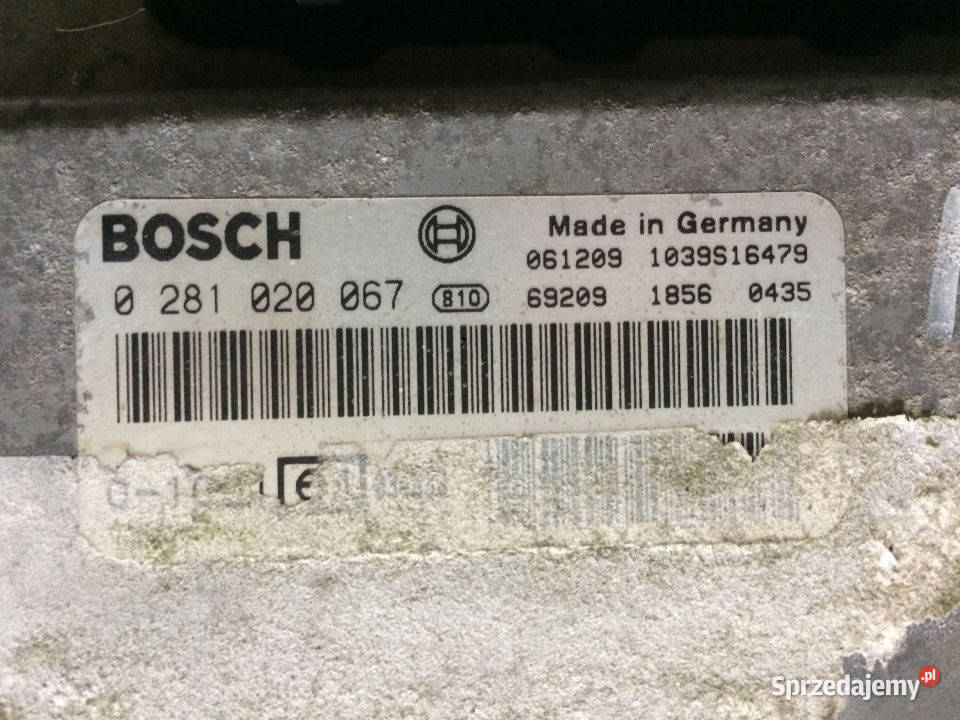 BOSCH
Made in Germany
061209 1039S16479
0 281 020 067 810 69209 1856 0435
Sprzedajemy.pl